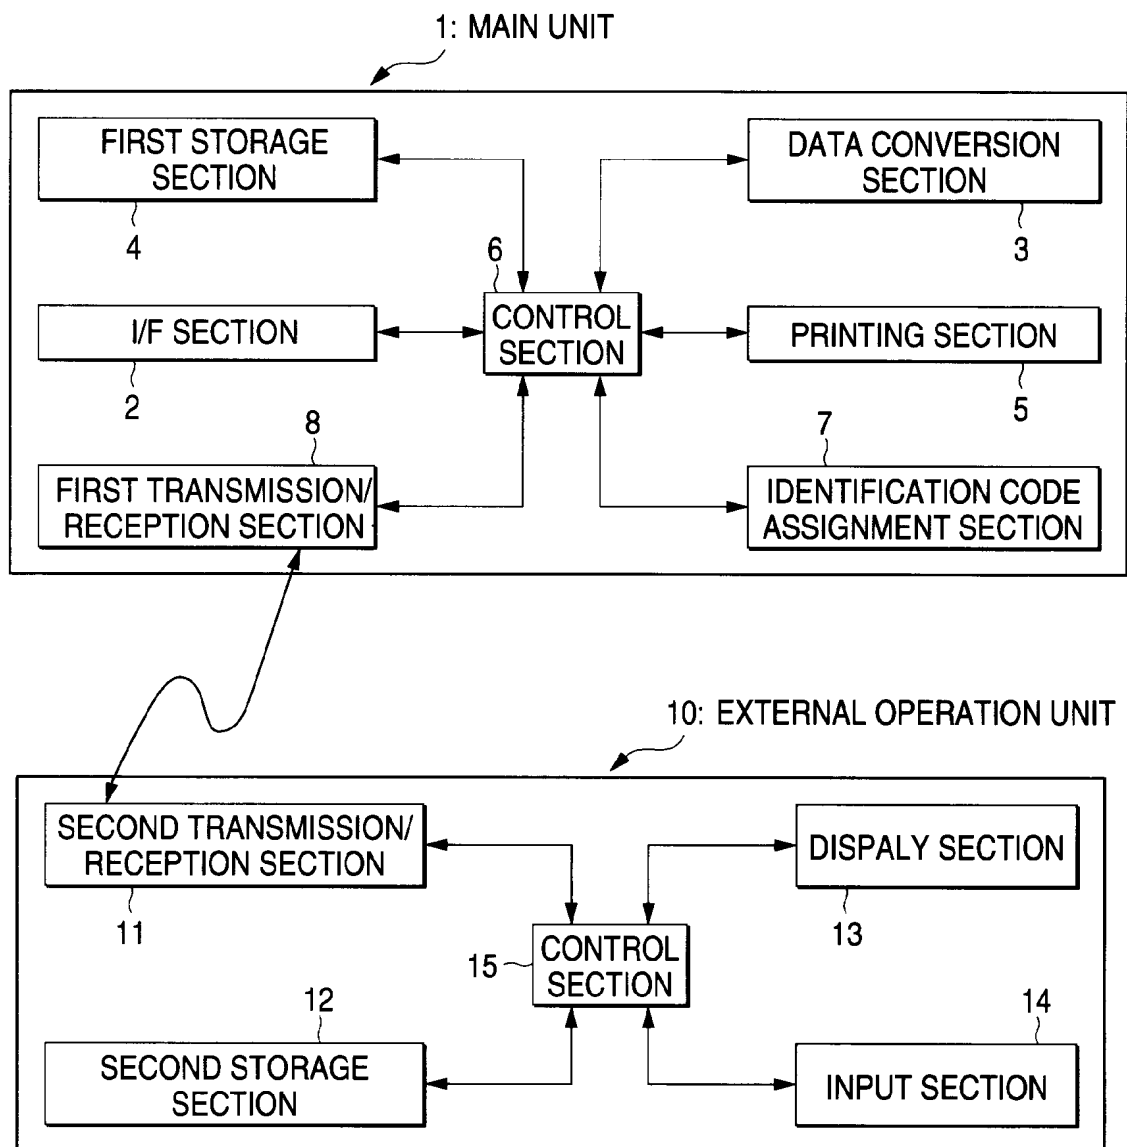 1: MAIN UNIT
FIRST STORAGE
SECTION
4
DATA CONVERSION
SECTION
3
6
CONTROL
SECTION
I/F SECTION
2
PRINTING SECTION
5
8
FIRST TRANSMISSION/
RECEPTION SECTION
7
IDENTIFICATION CODE
ASSIGNMENT SECTION
10: EXTERNAL OPERATION UNIT
SECOND TRANSMISSION/
RECEPTION SECTION
11
DISPALY SECTION
13
15
CONTROL
SECTION
12
SECOND STORAGE
SECTION
14
INPUT SECTION